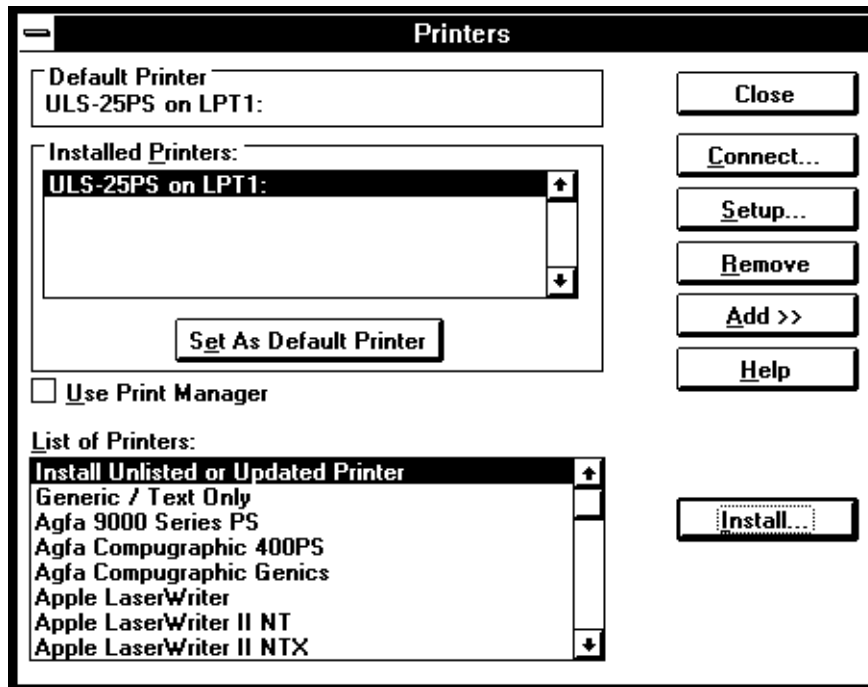 Printers
Default Printer
ULS-25PS on LPT1:
Close
Installed Printers:
ULS-25PS on LPT1:
Connect...
Setup...
Remove
Add >>
Set As Default Printer
Help
Use Print Manager
List of Printers:
Install Unlisted or Updated Printer
Generic / Text Only
Agfa 9000 Series PS
Install...
Agfa Compugraphic 400PS
Agfa Compugraphic Genics
Apple LaserWriter
Apple LaserWriter II NT
Apple LaserWriter II NTX